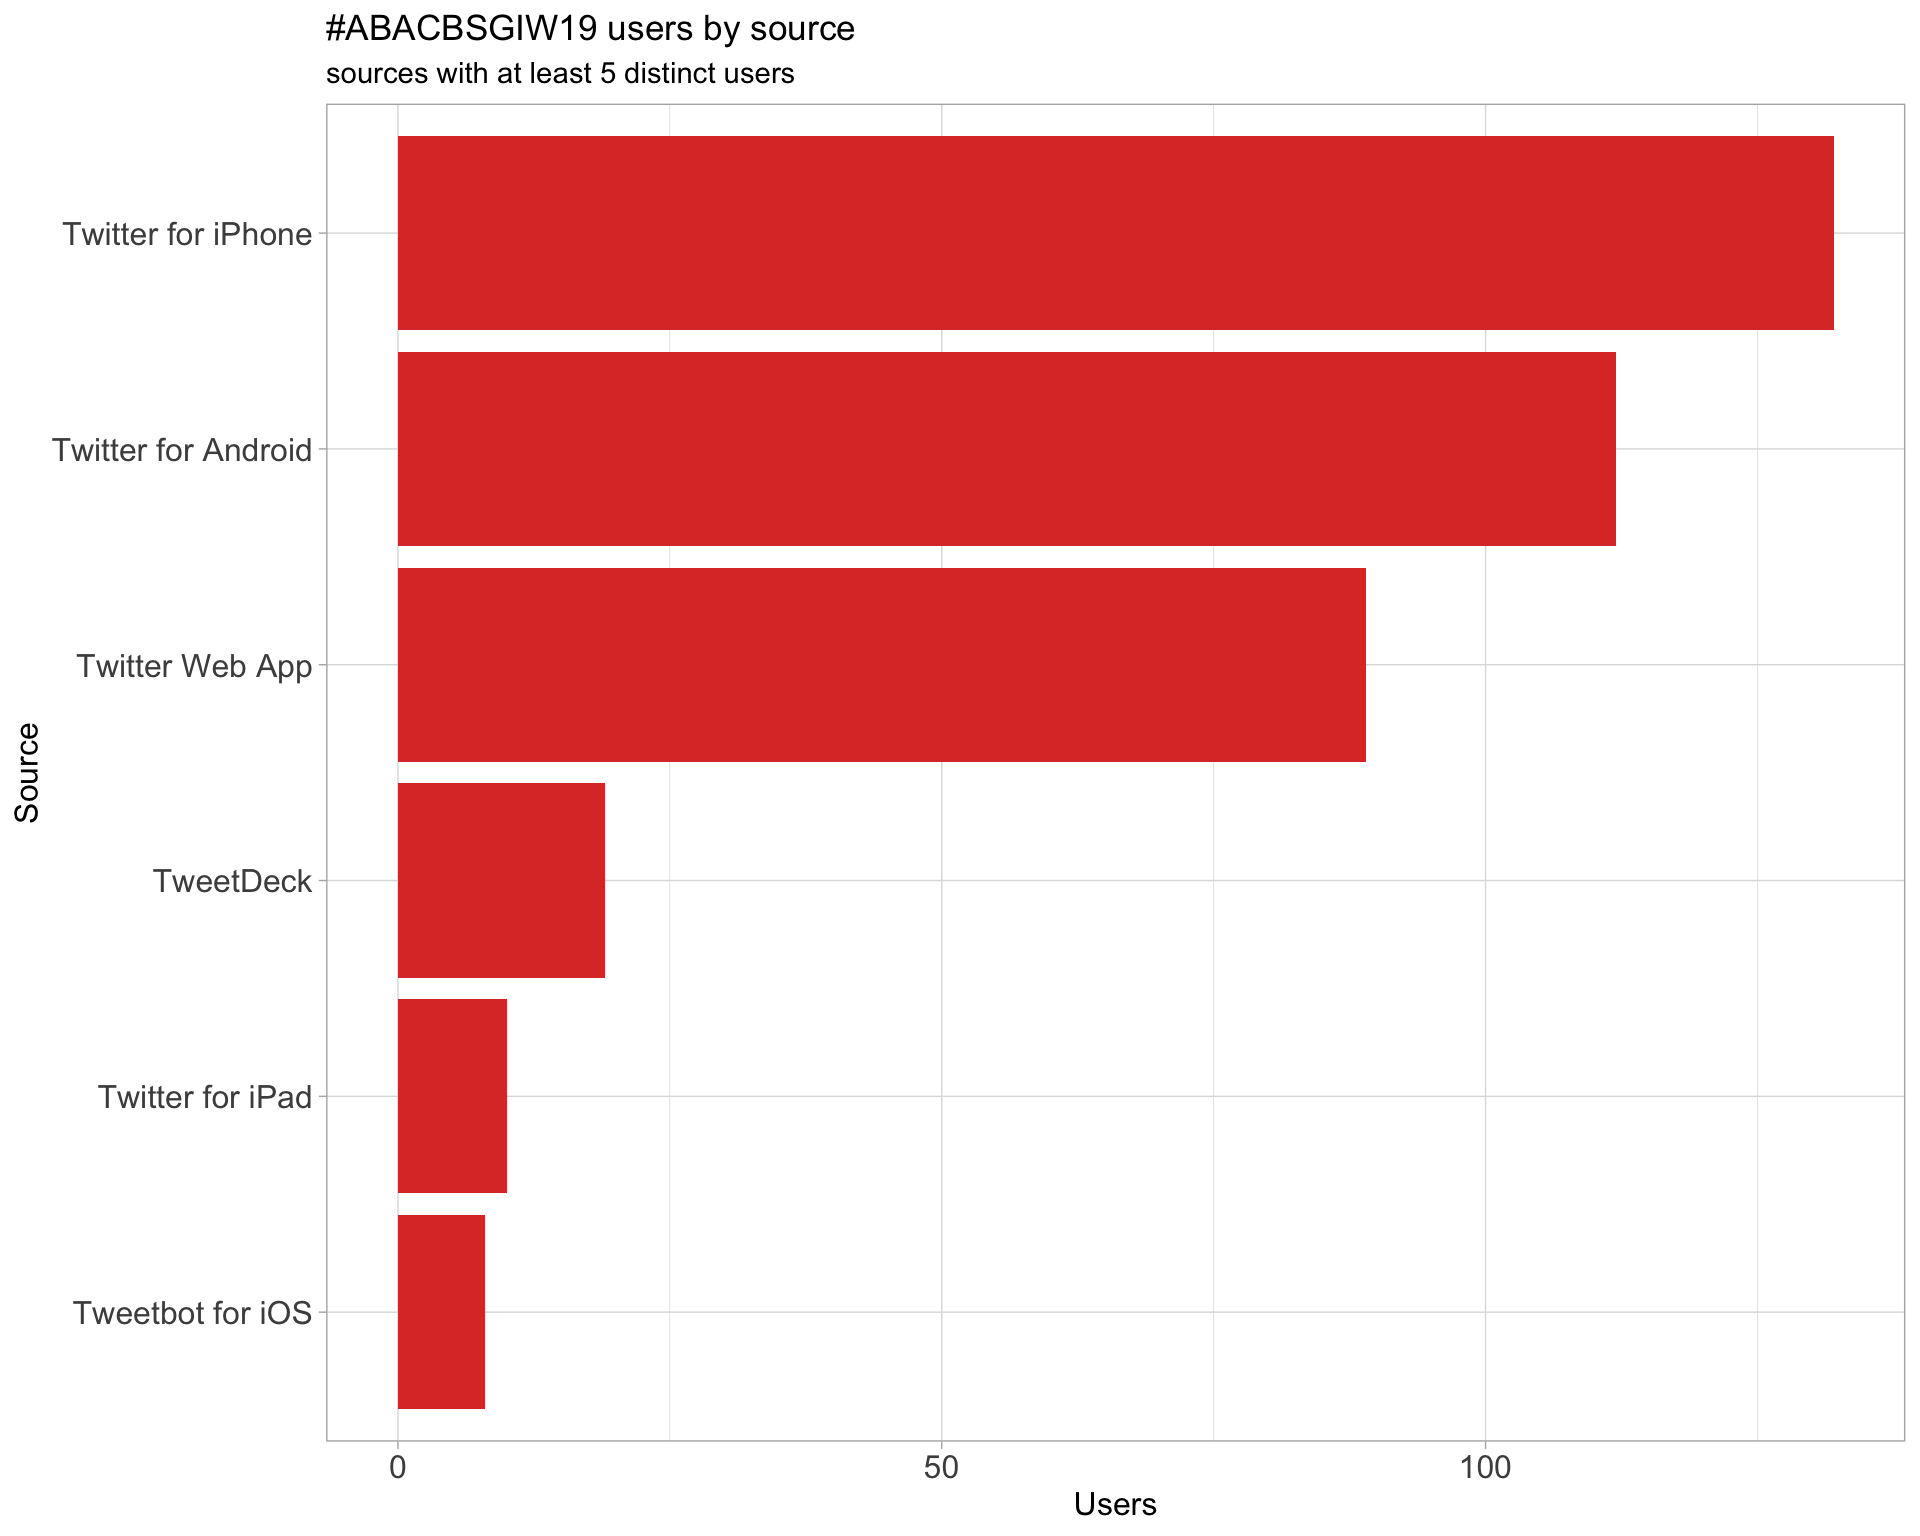 #ABACBSGIW19 users by source
sources with at least 5 distinct users
Twitter for iPhone
Twitter for Android
Twitter Web App
TweetDeck
Twitter for iPad
Tweetbot for iOS
Source
0 50 100
Users